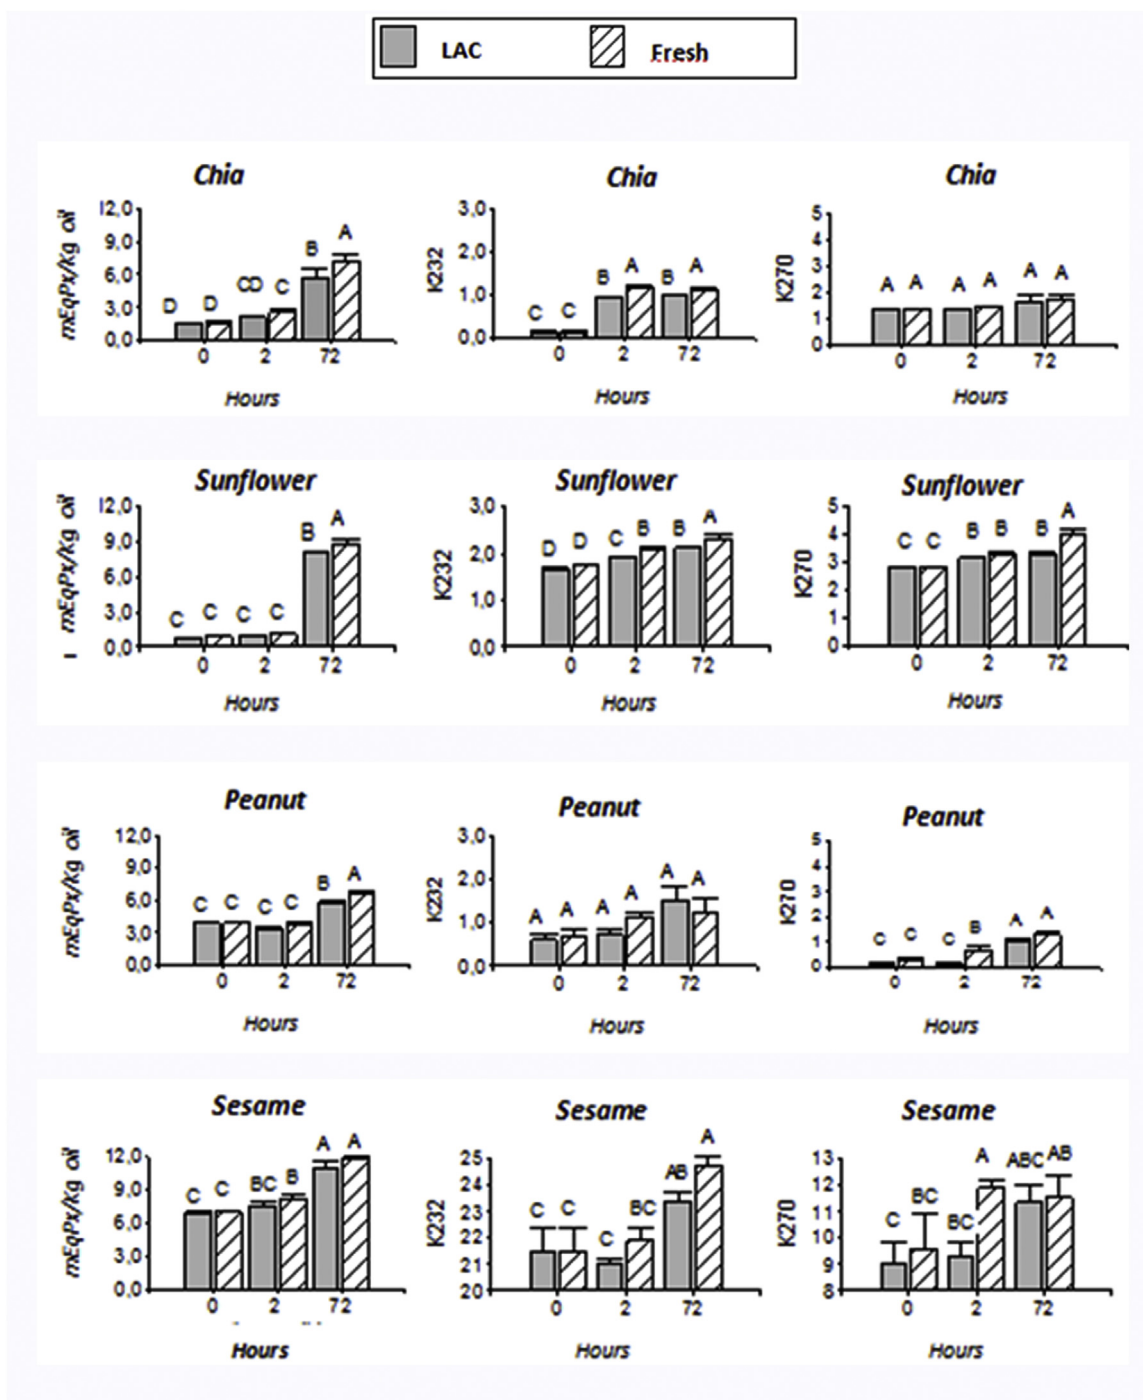 LAC Fresh
Chia Chia Chia
mEqPx/Kg oil
12,0
9,0
6,0
3,0
0,0
D D CD C B A
0 2 72
Hours
K232
3,0
2,0
1,0
0,0
C C B A B A
0 2 72
Hours
K270
5
4
3
2
1
0
A A A A A A
0 2 72
Hours
Sunflower Sunflower Sunflower
mEqPx/Kg oil
12,0
9,0
6,0
3,0
0,0
C C C C B A
0 2 72
Hours
K232
3,0
2,0
1,0
0,0
D D C B B A
0 2 72
Hours
K270
5
4
3
2
1
0
C C B B B A
0 2 72
Hours
Peanut Peanut Peanut
mEqPx/Kg oil
12,0
9,0
6,0
3,0
0,0
C C C C B A
0 2 72
Hours
K232
3,0
2,0
1,0
0,0
A A A A A A
0 2 72
Hours
K270
5
4
3
2
1
0
C C C B A A
0 2 72
Hours
Sesame Sesame Sesame
mEqPx/Kg oil
12,0
9,0
6,0
3,0
0,0
C C BC B A A
0 2 72
Hours
K232
25
24
23
22
21
20
C C C BC AB A
0 2 72
Hours
K270
13
12
11
10
9
8
C BC BC A ABC AB
0 2 72
Hours